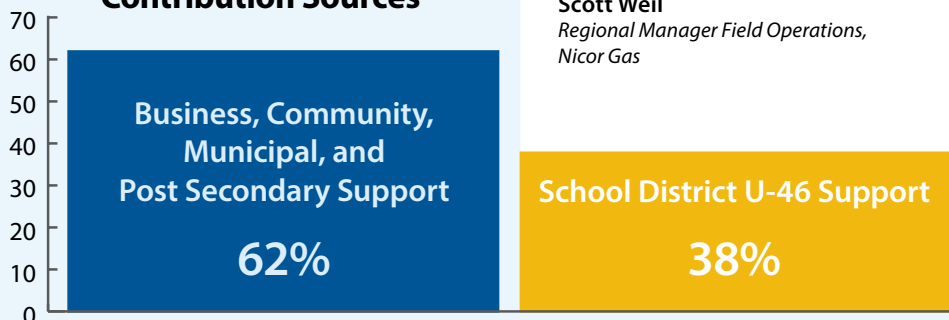 Contribution Sources
Scott Weil
Regional Manager Field Operations,
Nicor Gas
70
60
50
40
30
20
10
0
Business, Community,
Municipal, and
Post Secondary Support
62%
School District U-46 Support
38%